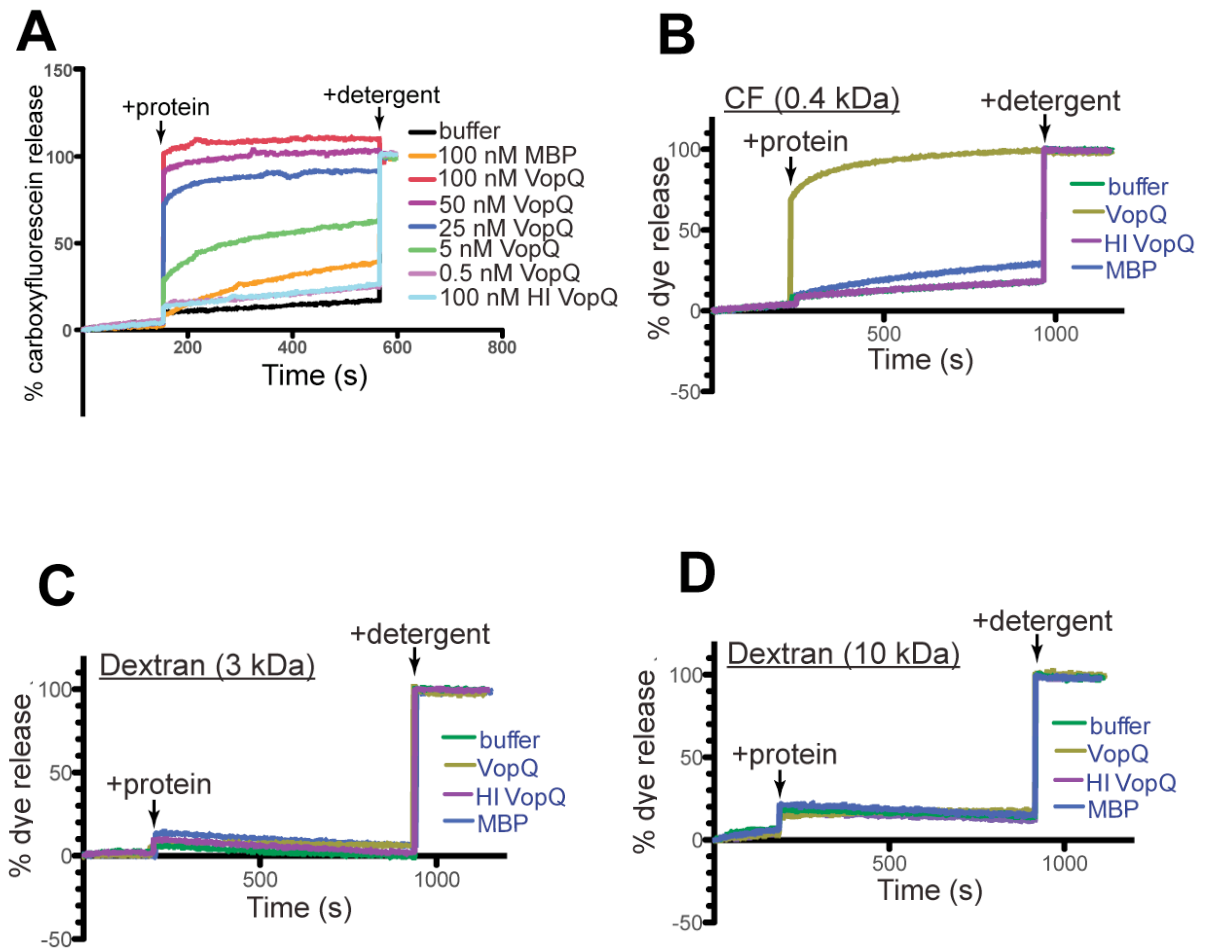 A
% carboxyfluorescein release
150
100
50
0
+protein
+detergent
buffer
100 nM MBP
100 nM VopQ
50 nM VopQ
25 nM VopQ
5 nM VopQ
0.5 nM VopQ
100 nM HI VopQ
200
400
600
800
Time (s)
B
CF (0.4 kDa)
% dye release
100
50
0
-50
+protein
+detergent
buffer
VopQ
HI VopQ
MBP
500
1000
Time (s)
C
Dextran (3 kDa)
% dye release
100
50
0
-50
+protein
+detergent
buffer
VopQ
HI VopQ
MBP
500
1000
Time (s)
D
Dextran (10 kDa)
% dye release
100
50
0
-50
+protein
+detergent
buffer
VopQ
HI VopQ
MBP
500
1000
Time (s)